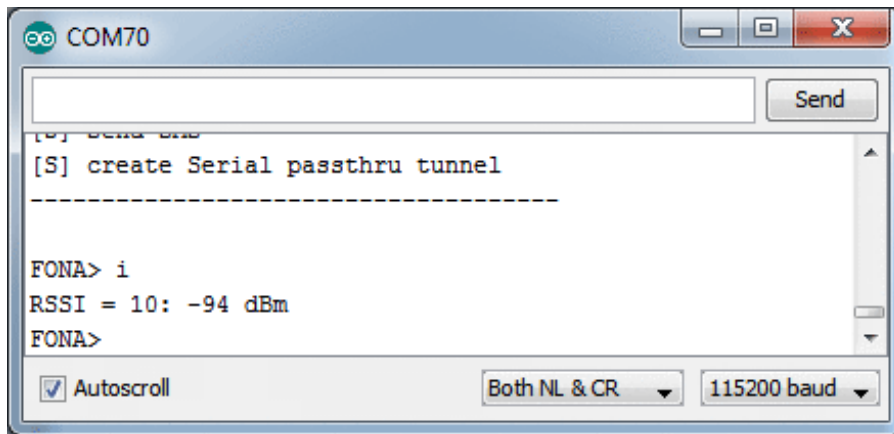 COM70
Send
[S] create Serial passthru tunnel
-------------------------------------
FONA> i
RSSI = 10: -94 dBm
FONA>
Autoscroll
Both NL & CR
115200 baud